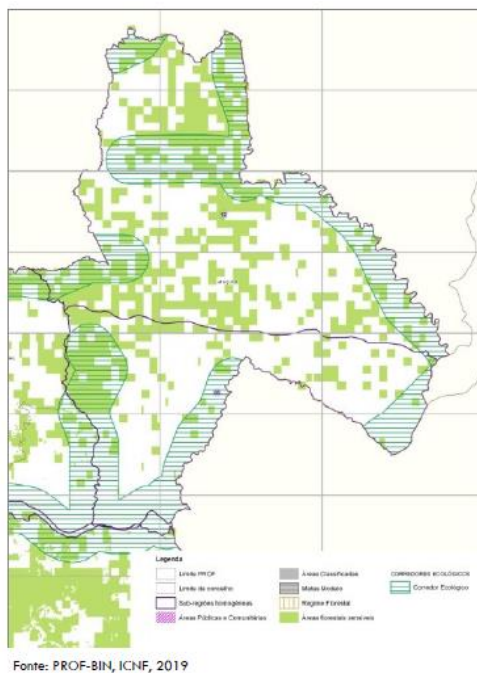 Legenda
Limite PROF
Limite de concelho
Sub-regiões homogéneas
Áreas Públicas e Comunitárias
Áreas Classificadas
Matas Modelo
Regime Florestal
Áreas florestais sensíveis
CORREDORES ECOLÓGICOS
Corredor Ecológico
Fonte: PROF-BIN, ICNF, 2019